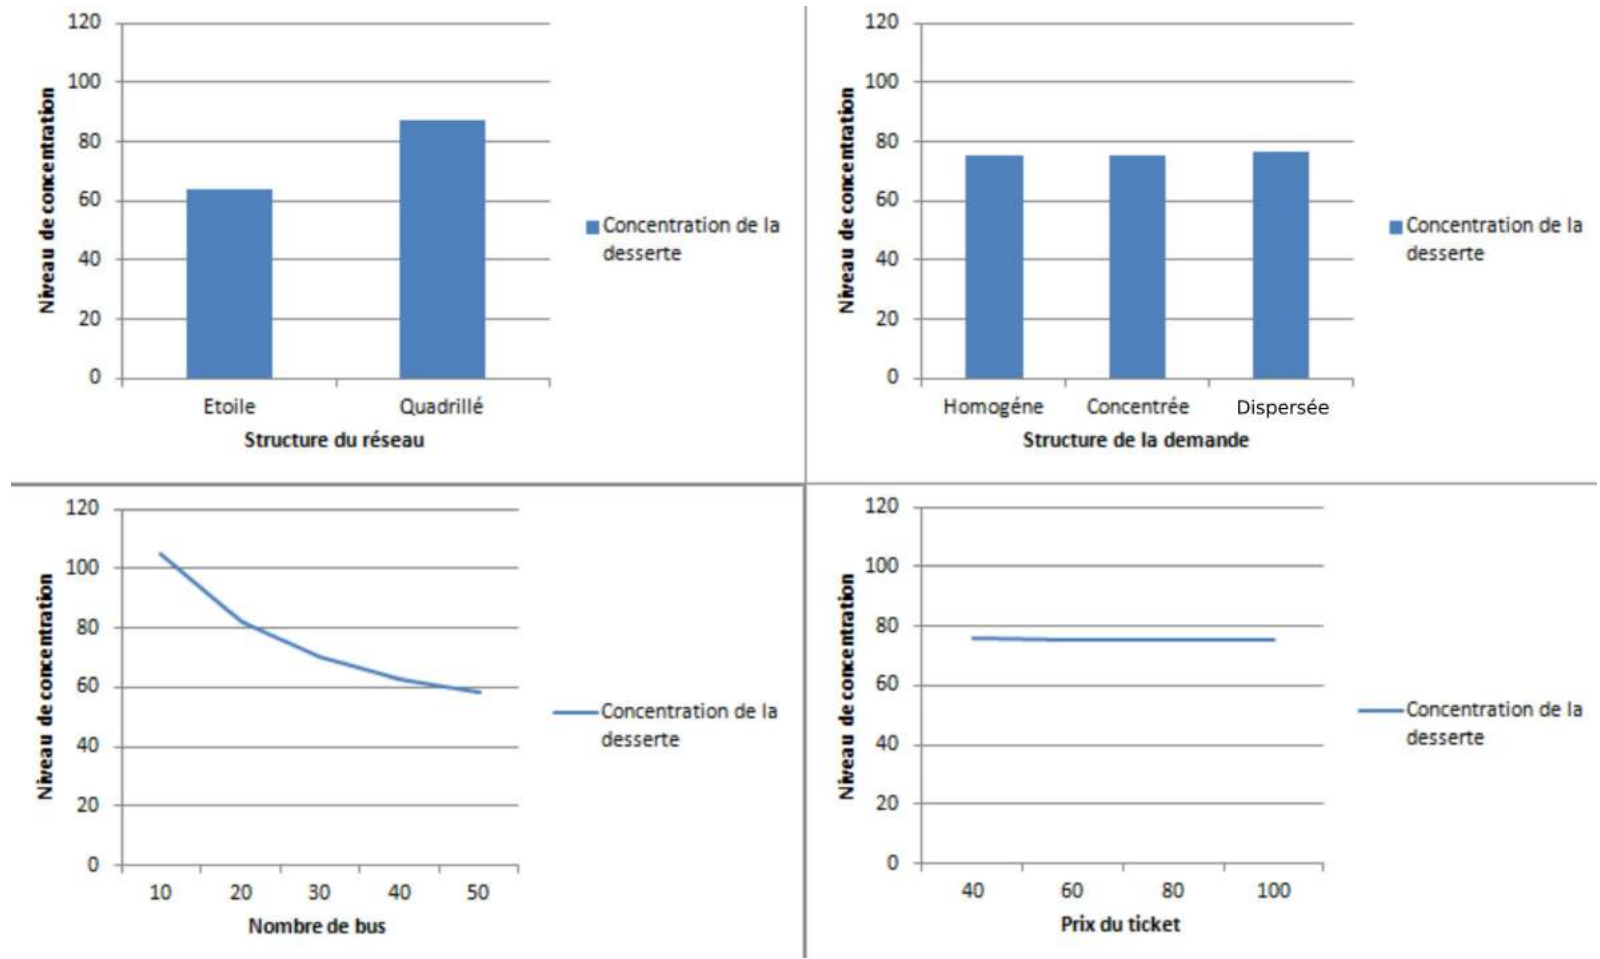 120
100
80
60
40
20
0
Niveau de concentration
Etoile
Quadrillé
Structure du réseau
Concentration de la
desserte
120
100
80
60
40
20
0
Niveau de concentration
Homogéne
Concentrée
Dispersée
Structure de la demande
Concentration de la
desserte
120
100
80
60
40
20
0
Niveau de concentration
10
20
30
40
50
Nombre de bus
Concentration de la
desserte
120
100
80
60
40
20
0
Niveau de concentration
40
60
80
100
Prix du ticket
Concentration de la
desserte